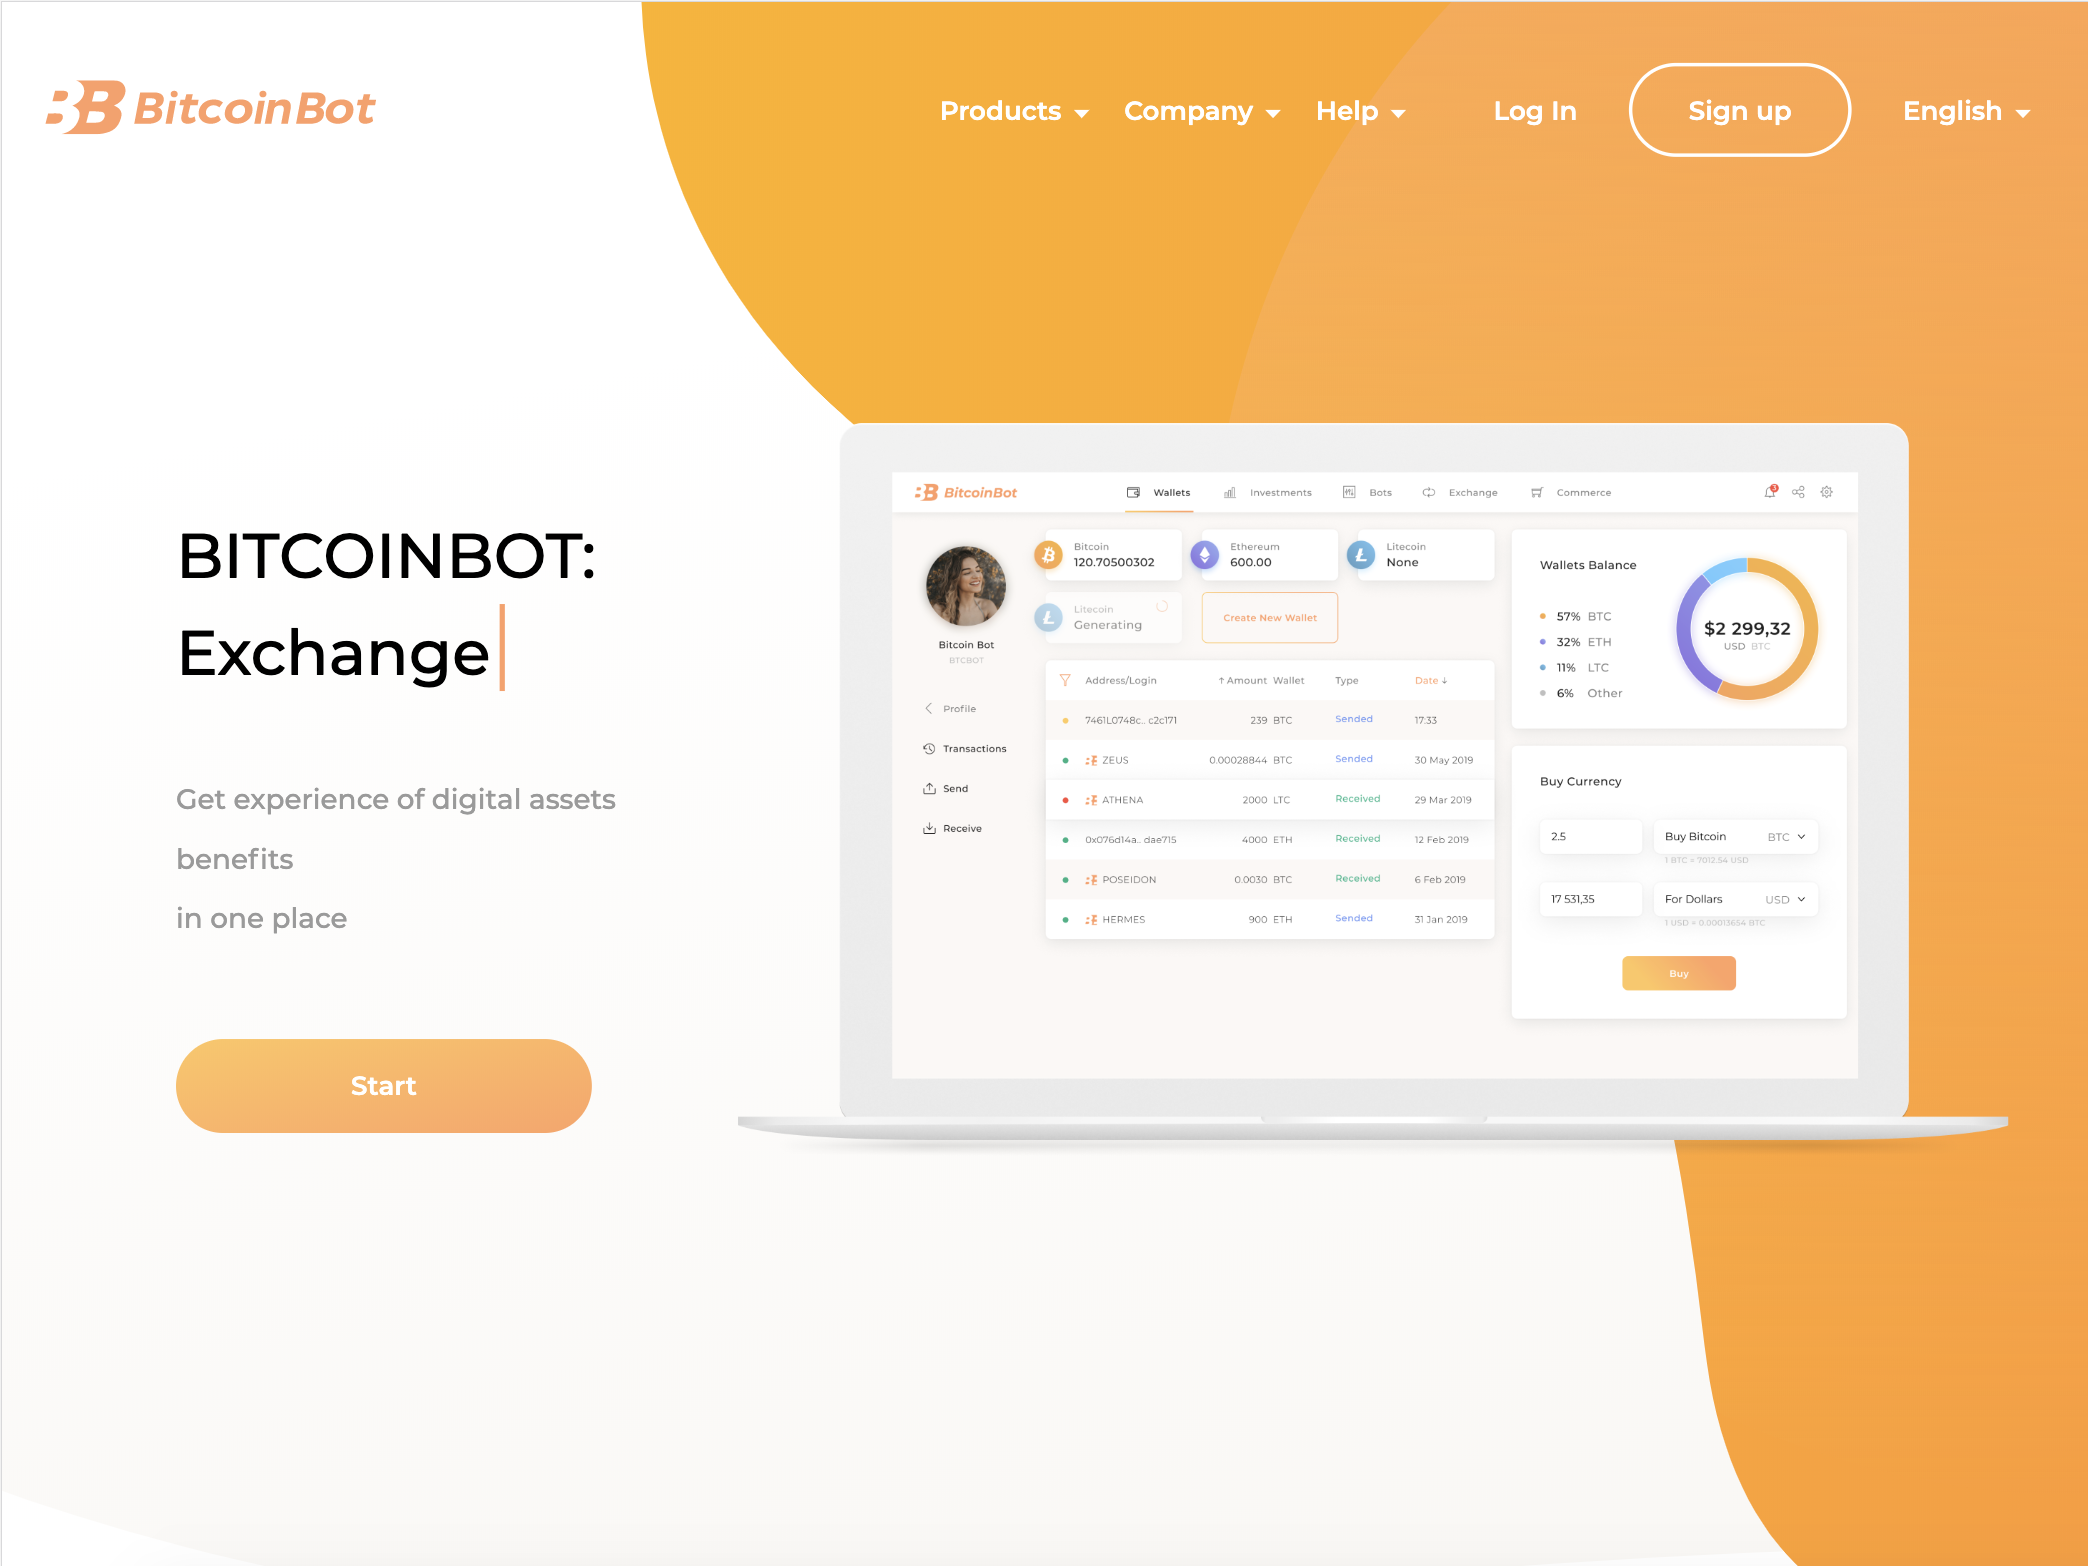 BitcoinBot
Products Company Help Log In Sign up English
BITCOINBOT:
Exchange
Get experience of digital assets
benefits
in one place
Start
BitcoinBot Wallets Investments Bots Exchange Commerce 3
Bitcoin Bot
BTCBOT
Profile
Transactions
Send
Receive
Bitcoin
120.70500302
Ethereum
600.00
Litecoin
None
Litecoin
Generating
Create New Wallet
Address/Login ↑ Amount Wallet Type Date ↓
7461L0748c.. c2c171 239 BTC Sended 17:33
ZEUS 0.00028844 BTC Sended 30 May 2019
ATHENA 2000 LTC Received 29 Mar 2019
0x076d14a.. dae715 4000 ETH Received 12 Feb 2019
POSEIDON 0.0030 BTC Received 6 Feb 2019
HERMES 900 ETH Sended 31 Jan 2019
Wallets Balance
57% BTC
32% ETH
11% LTC
6% Other
$2 299,32
USD BTC
Buy Currency
2.5 Buy Bitcoin BTC
1 BTC = 7012.54 USD
17 531,35 For Dollars USD
1 USD = 0.00013654 BTC
Buy